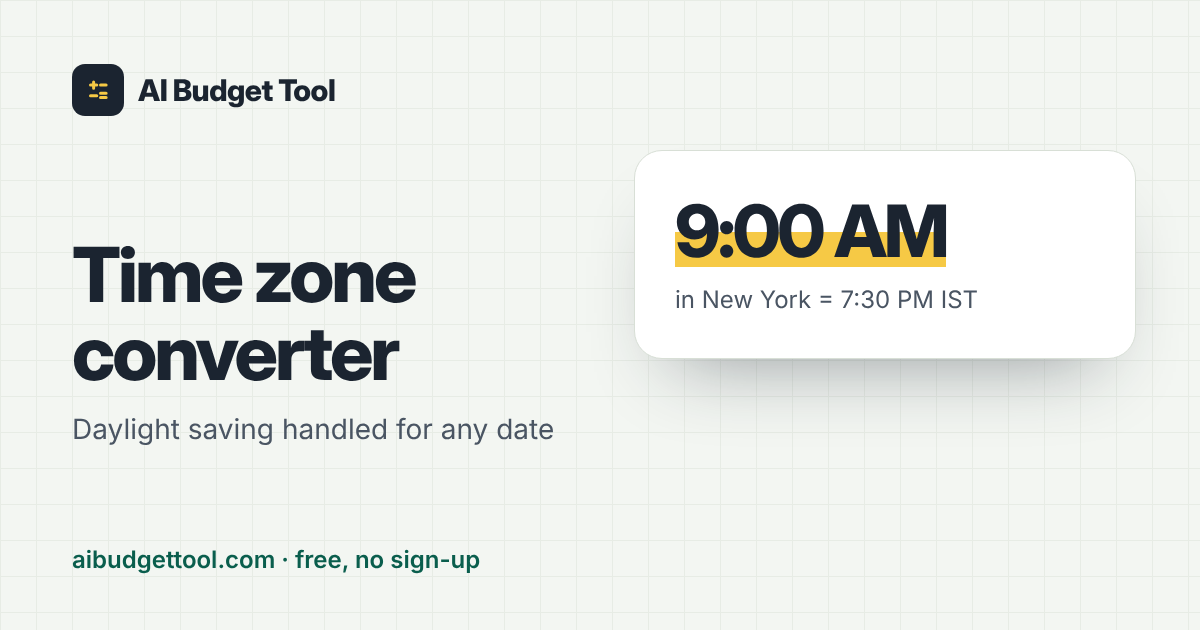 AI Budget Tool
Time zone
converter
Daylight saving handled for any date
aibudgettool.com · free, no sign-up
9:00 AM
in New York = 7:30 PM IST